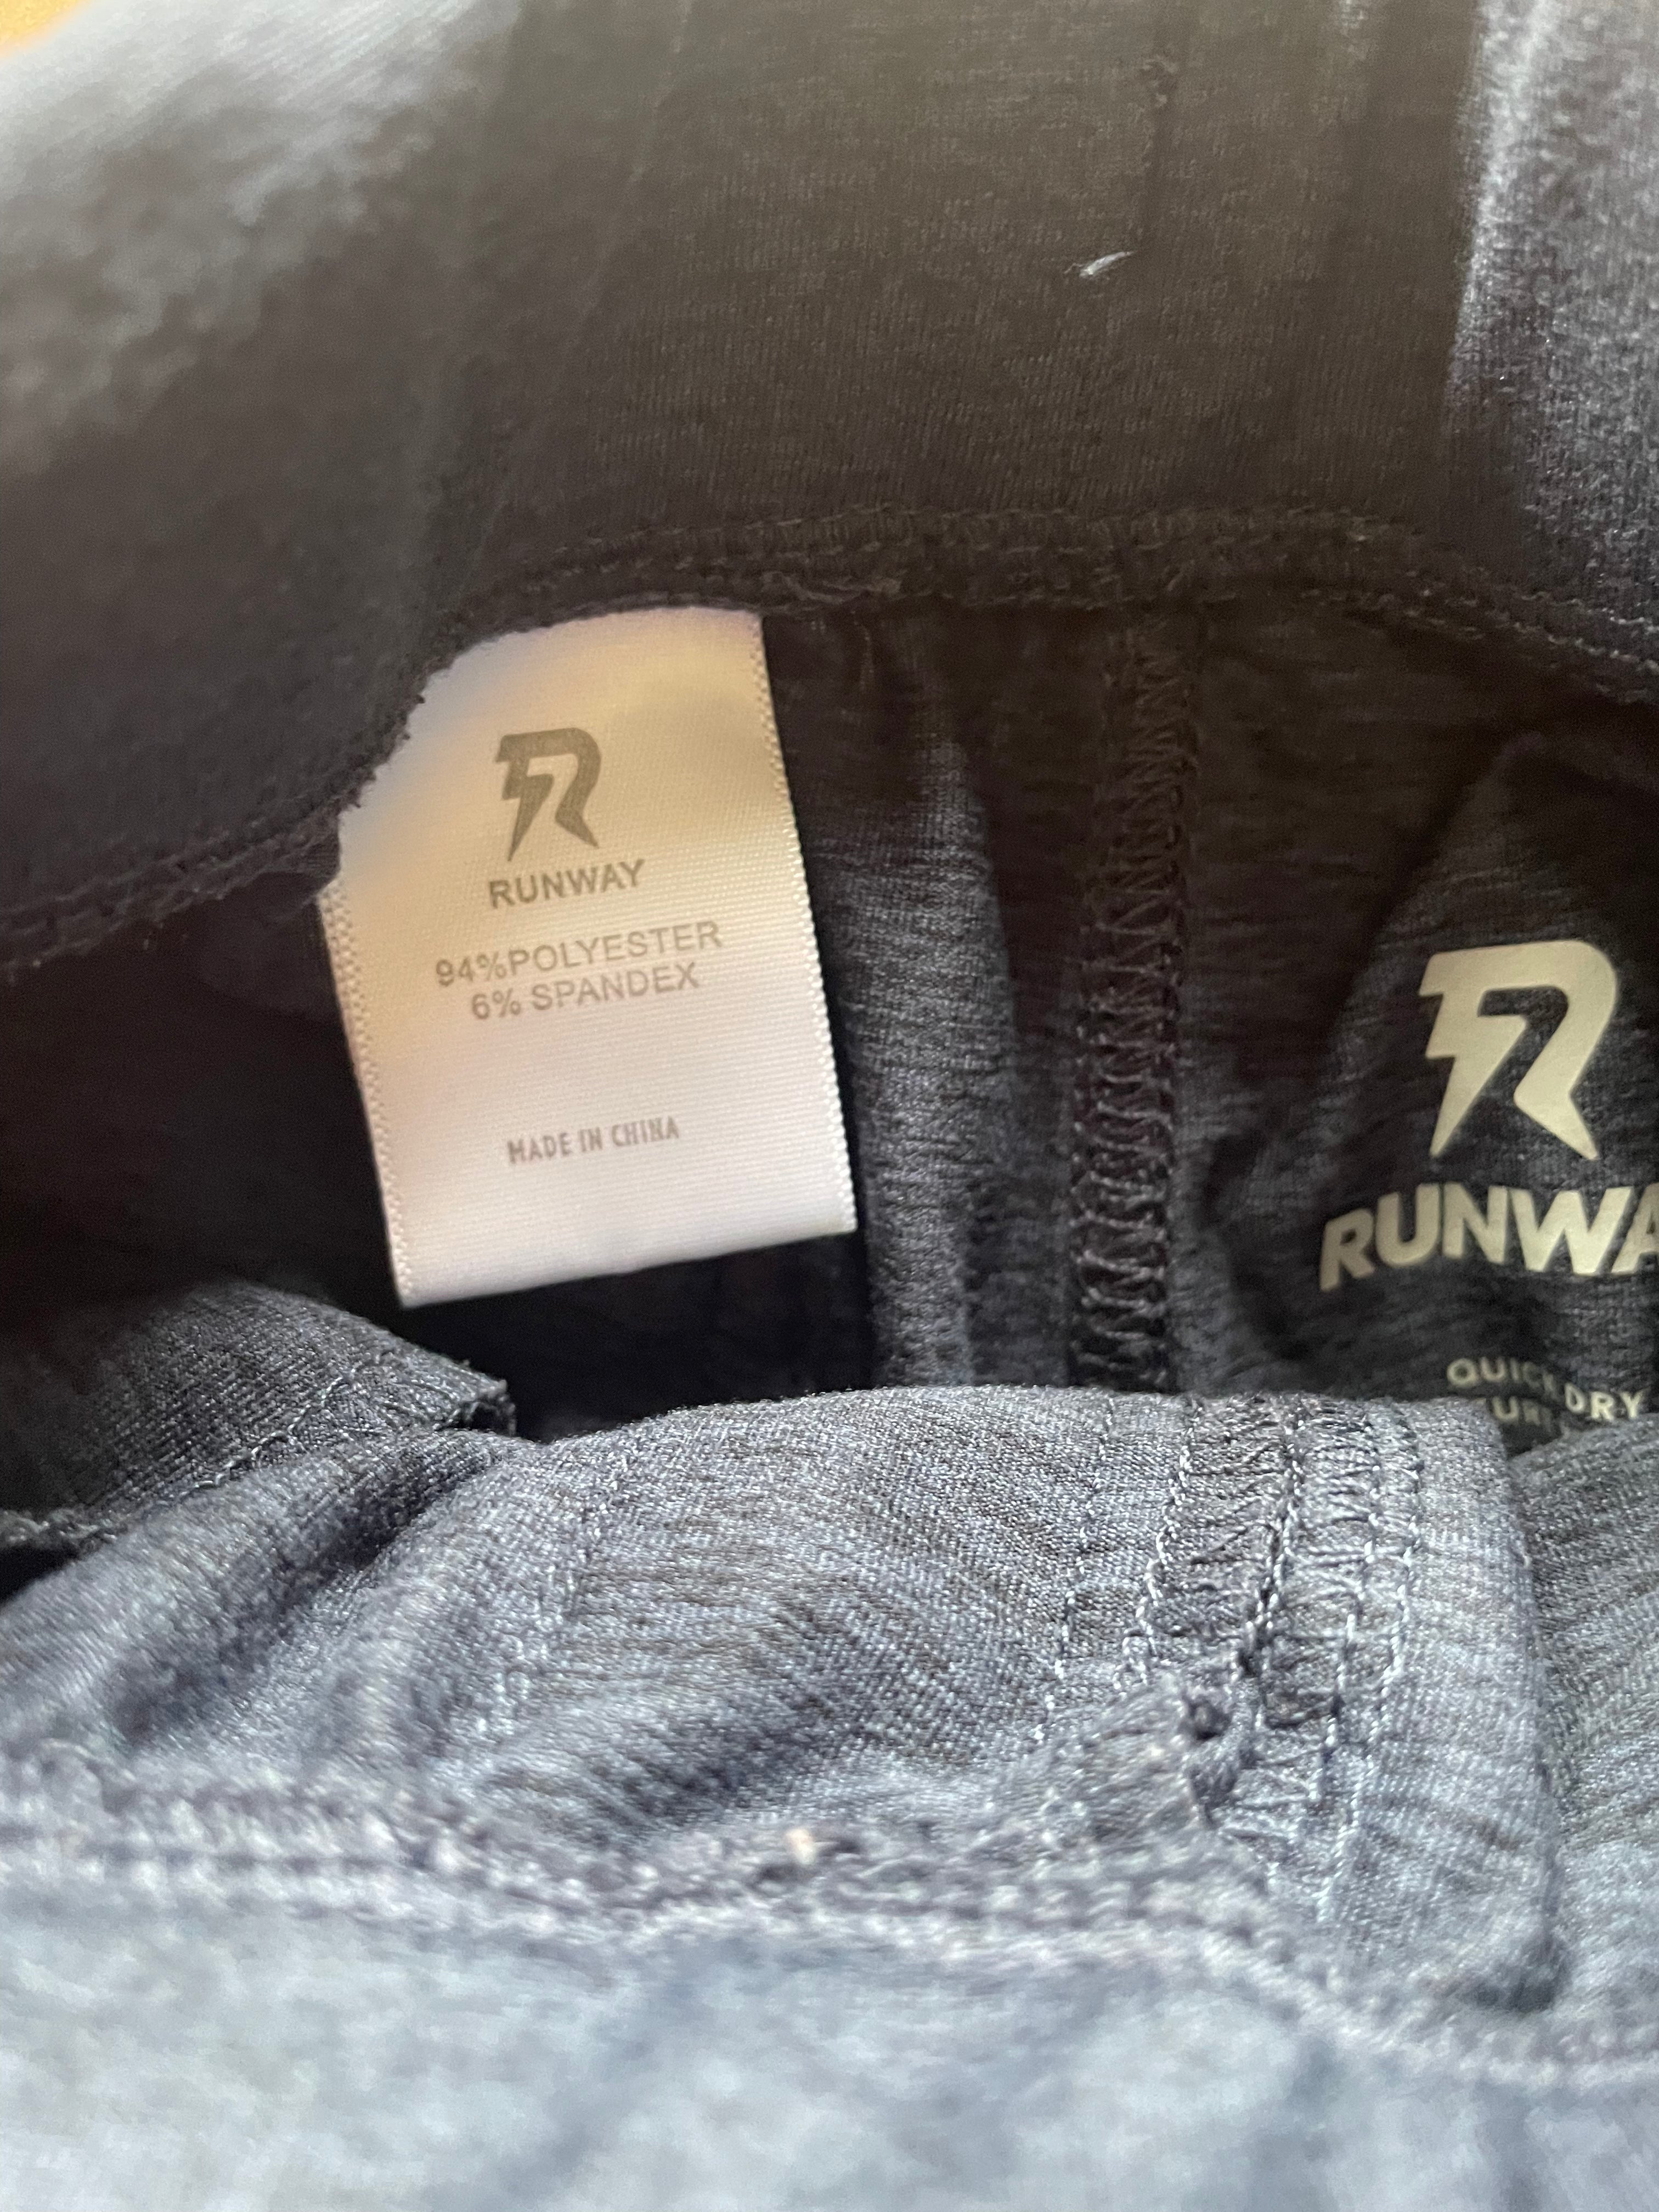 RUNWAY
94%POLYESTER
6% SPANDEX
MADE IN CHINA
RUNWA
QUICK DRY